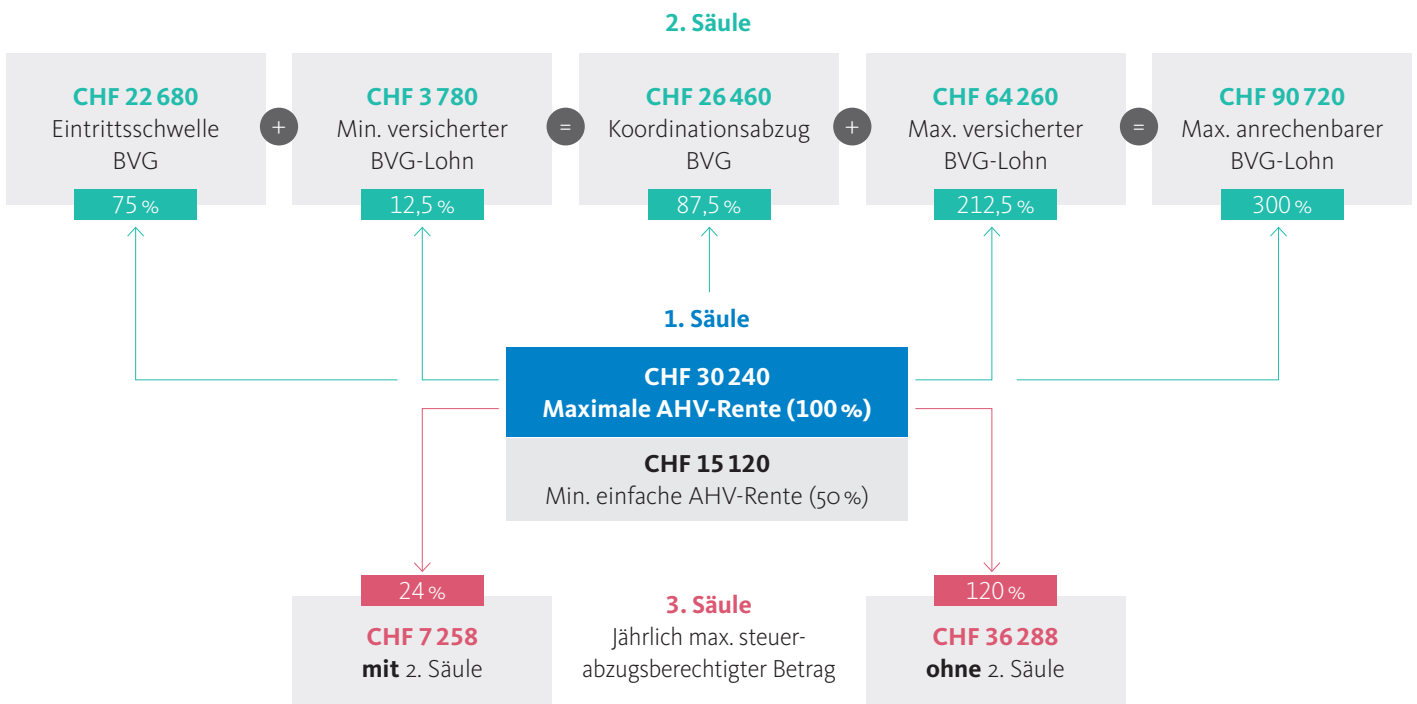 2. Säule
CHF 22 680
Eintrittsschwelle
BVG
75 %
+
CHF 3 780
Min. versicherter
BVG-Lohn
12,5 %
=
CHF 26 460
Koordinationsabzug
BVG
87,5 %
+
CHF 64 260
Max. versicherter
BVG-Lohn
212,5 %
=
CHF 90 720
Max. anrechenbarer
BVG-Lohn
300 %
1. Säule
CHF 30 240
Maximale AHV-Rente (100 %)
CHF 15 120
Min. einfache AHV-Rente (50 %)
24 %
CHF 7 258
mit 2. Säule
3. Säule
Jährlich max. steuer-
abzugsberechtigter Betrag
120 %
CHF 36 288
ohne 2. Säule